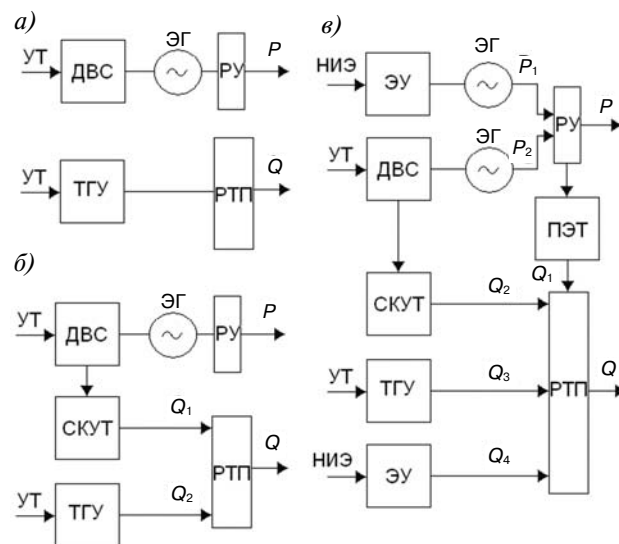 а)
ЭГ
P
УТ
ДВС
РУ
УТ
ТГУ
РТП
Q
б)
ЭГ
P
УТ
ДВС
РУ
СКУТ
Q1
Q
РТП
УТ
ТГУ
Q2
в)
ЭГ
НИЭ
ЭУ
P̄1
P
ЭГ
РУ
УТ
ДВС
P2
ПЭТ
Q1
СКУТ
Q2
УТ
ТГУ
Q3
РТП
Q
НИЭ
ЭУ
Q4